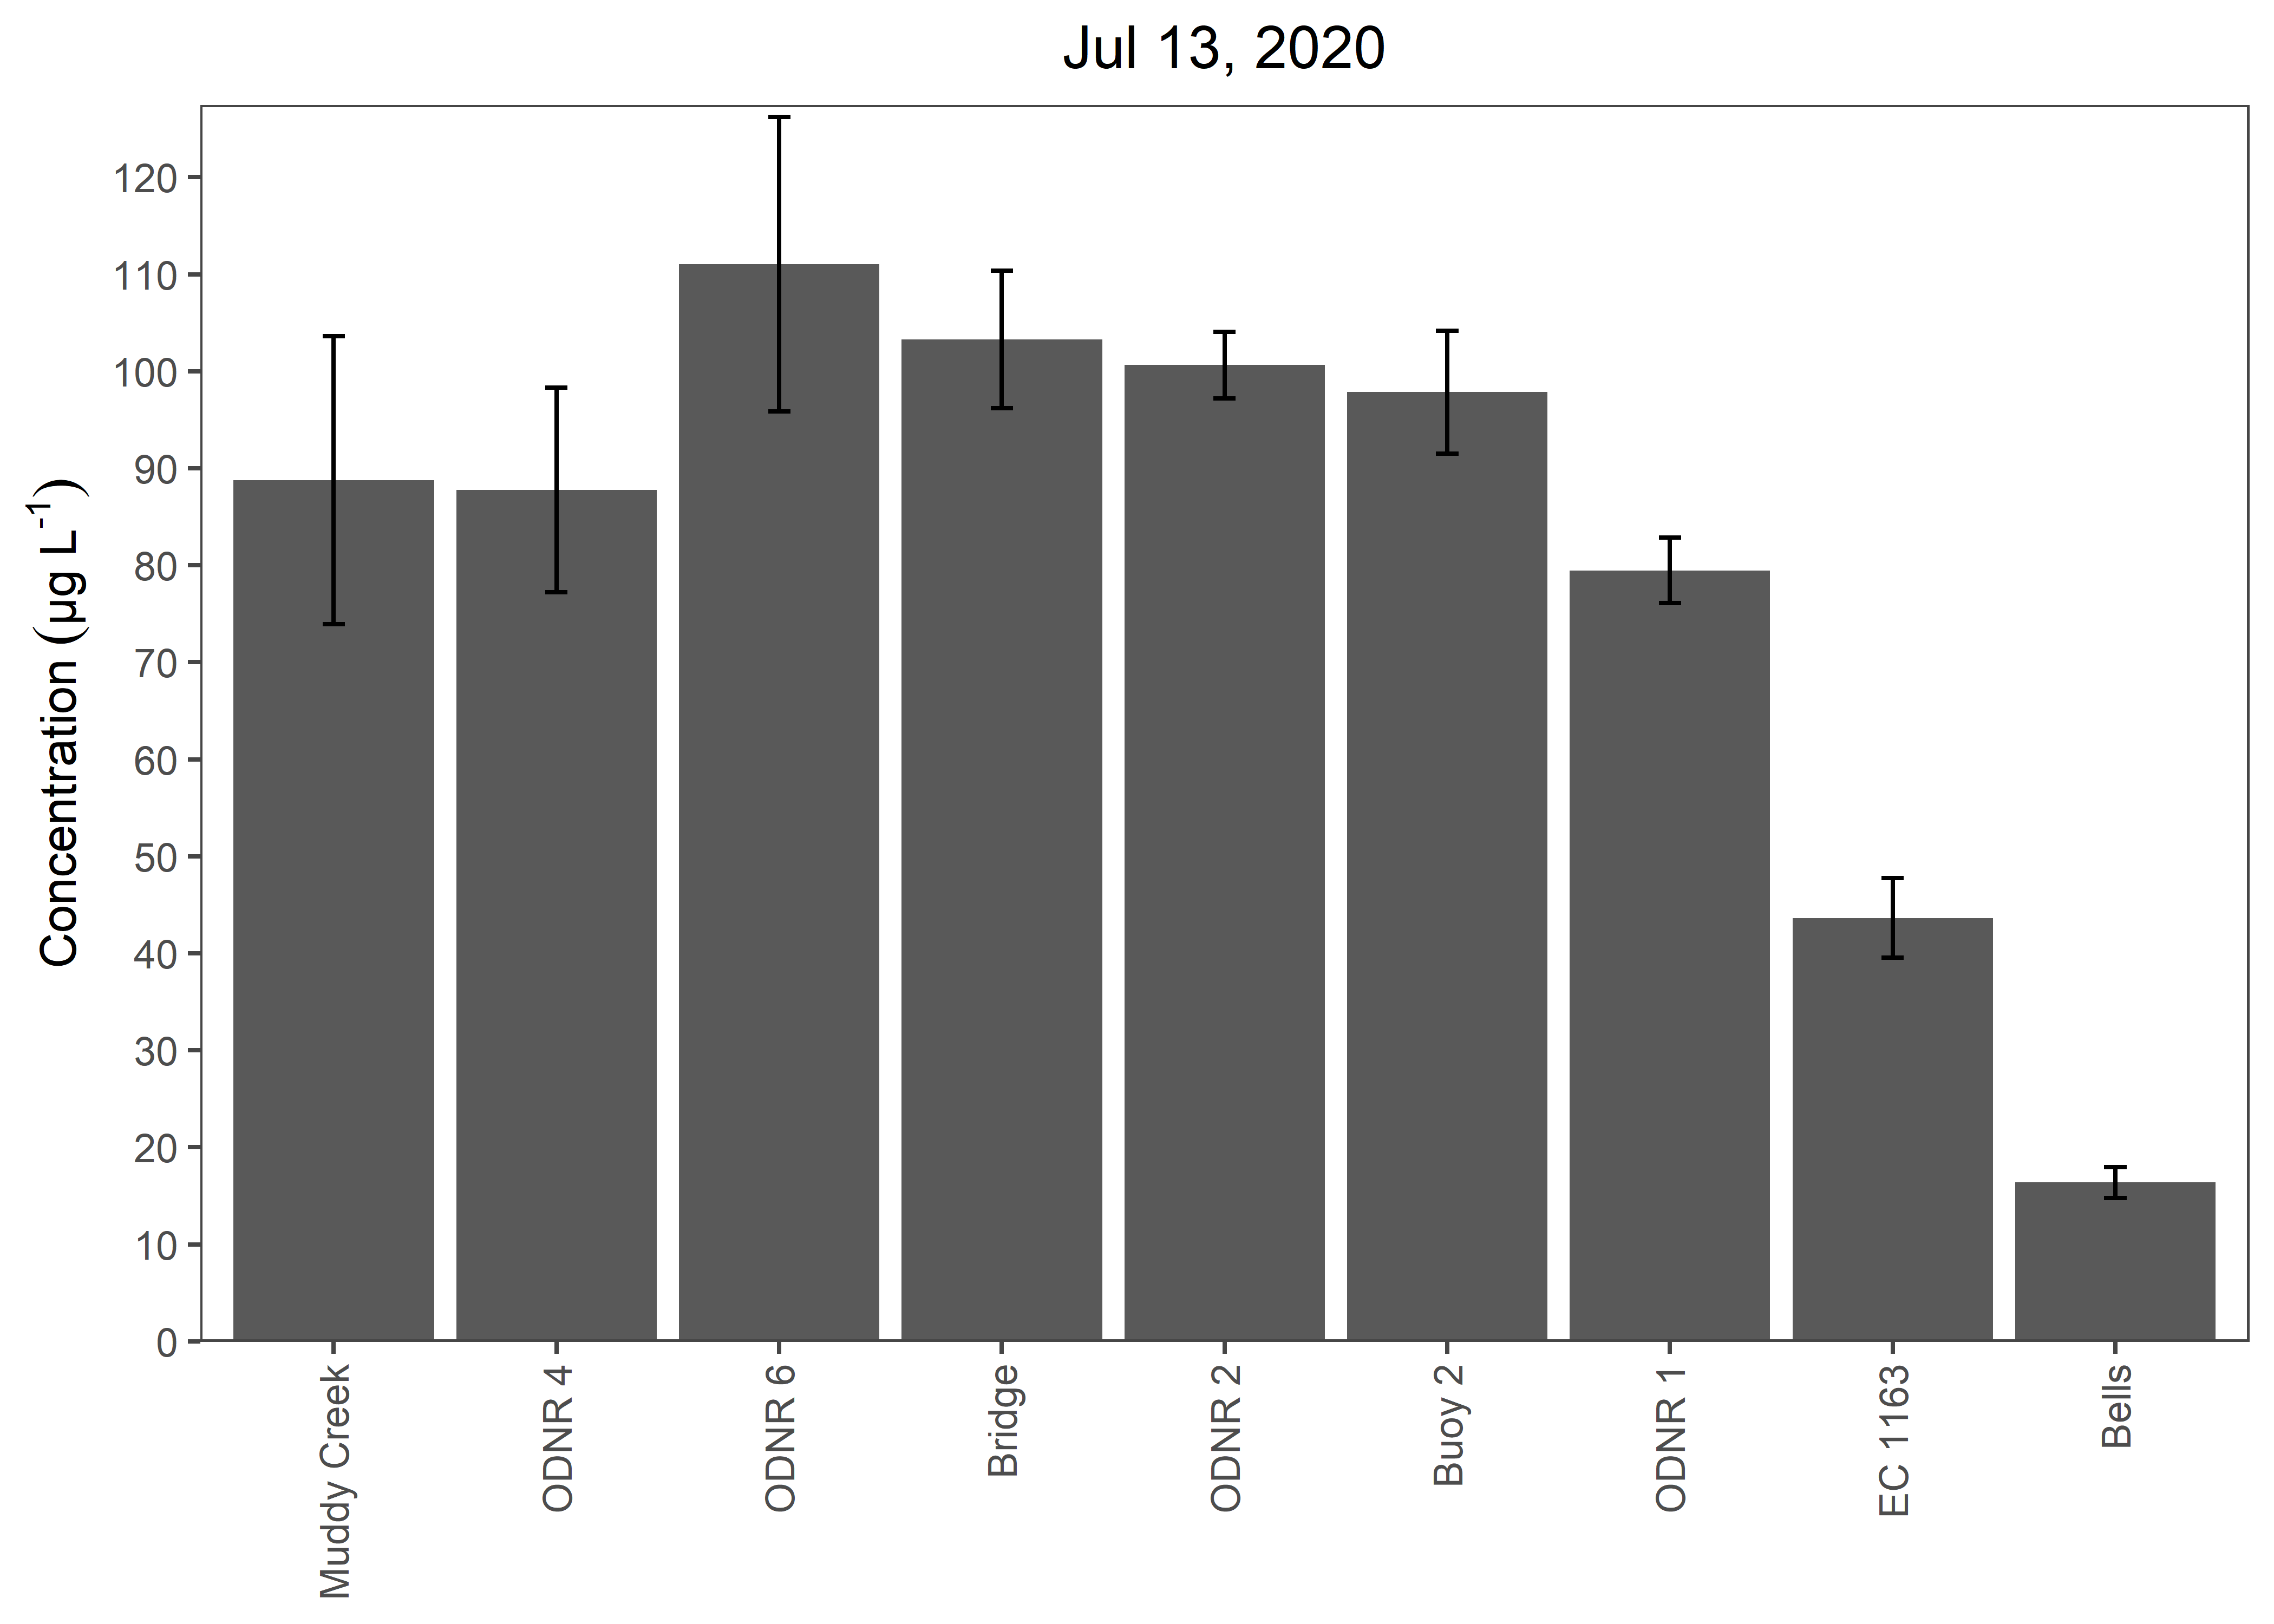 Jul 13, 2020
Concentration (µg L⁻¹)
120
110
100
90
80
70
60
50
40
30
20
10
0
Muddy Creek
ODNR 4
ODNR 6
Bridge
ODNR 2
Buoy 2
ODNR 1
EC 1163
Bells